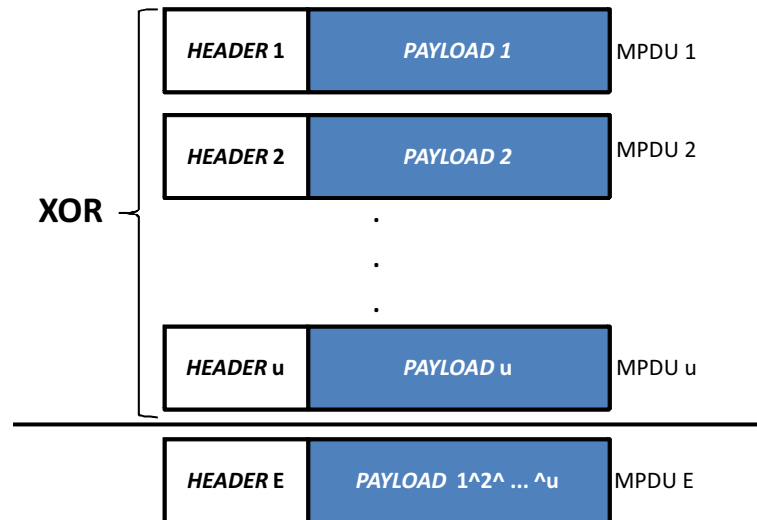 HEADER 1 PAYLOAD 1 MPDU 1
HEADER 2 PAYLOAD 2 MPDU 2
XOR
.
.
.
HEADER u PAYLOAD u MPDU u
HEADER E PAYLOAD 1^2^ ... ^u MPDU E